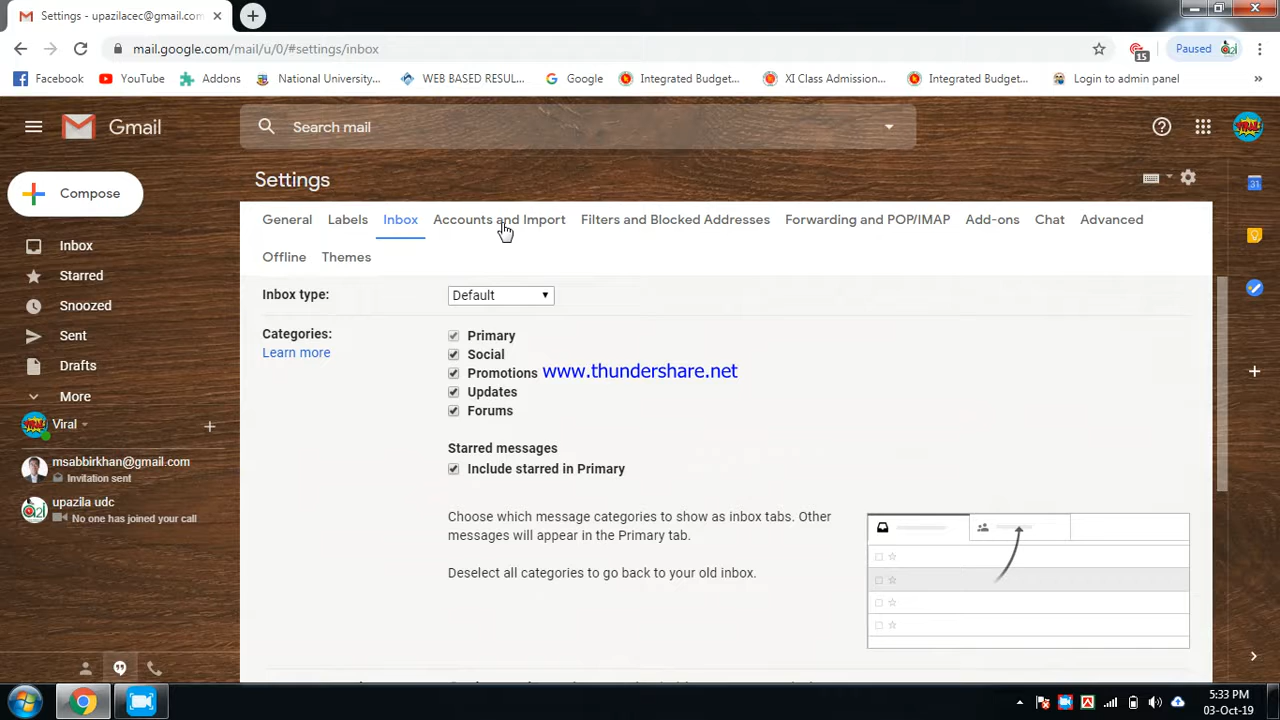 Settings - upazilacec@gmail.com
mail.google.com/mail/u/0/#settings/inbox
15
Paused
Facebook
YouTube
Addons
National University...
WEB BASED RESUL...
Google
Integrated Budget...
XI Class Admission...
Integrated Budget...
Login to admin panel
Gmail
Search mail
Compose
Settings
General
Labels
Inbox
Accounts and Import
Filters and Blocked Addresses
Forwarding and POP/IMAP
Add-ons
Chat
Advanced
Offline
Themes
Inbox
Starred
Snoozed
Sent
Drafts
More
Viral
msabbirkhan@gmail.com
Invitation sent
upazila udc
No one has joined your call
Inbox type:
Default
Categories:
Learn more
Primary
Social
Promotions
www.thundershare.net
Updates
Forums
Starred messages
Include starred in Primary
Choose which message categories to show as inbox tabs. Other
messages will appear in the Primary tab.
Deselect all categories to go back to your old inbox.
31
5:33 PM
03-Oct-19